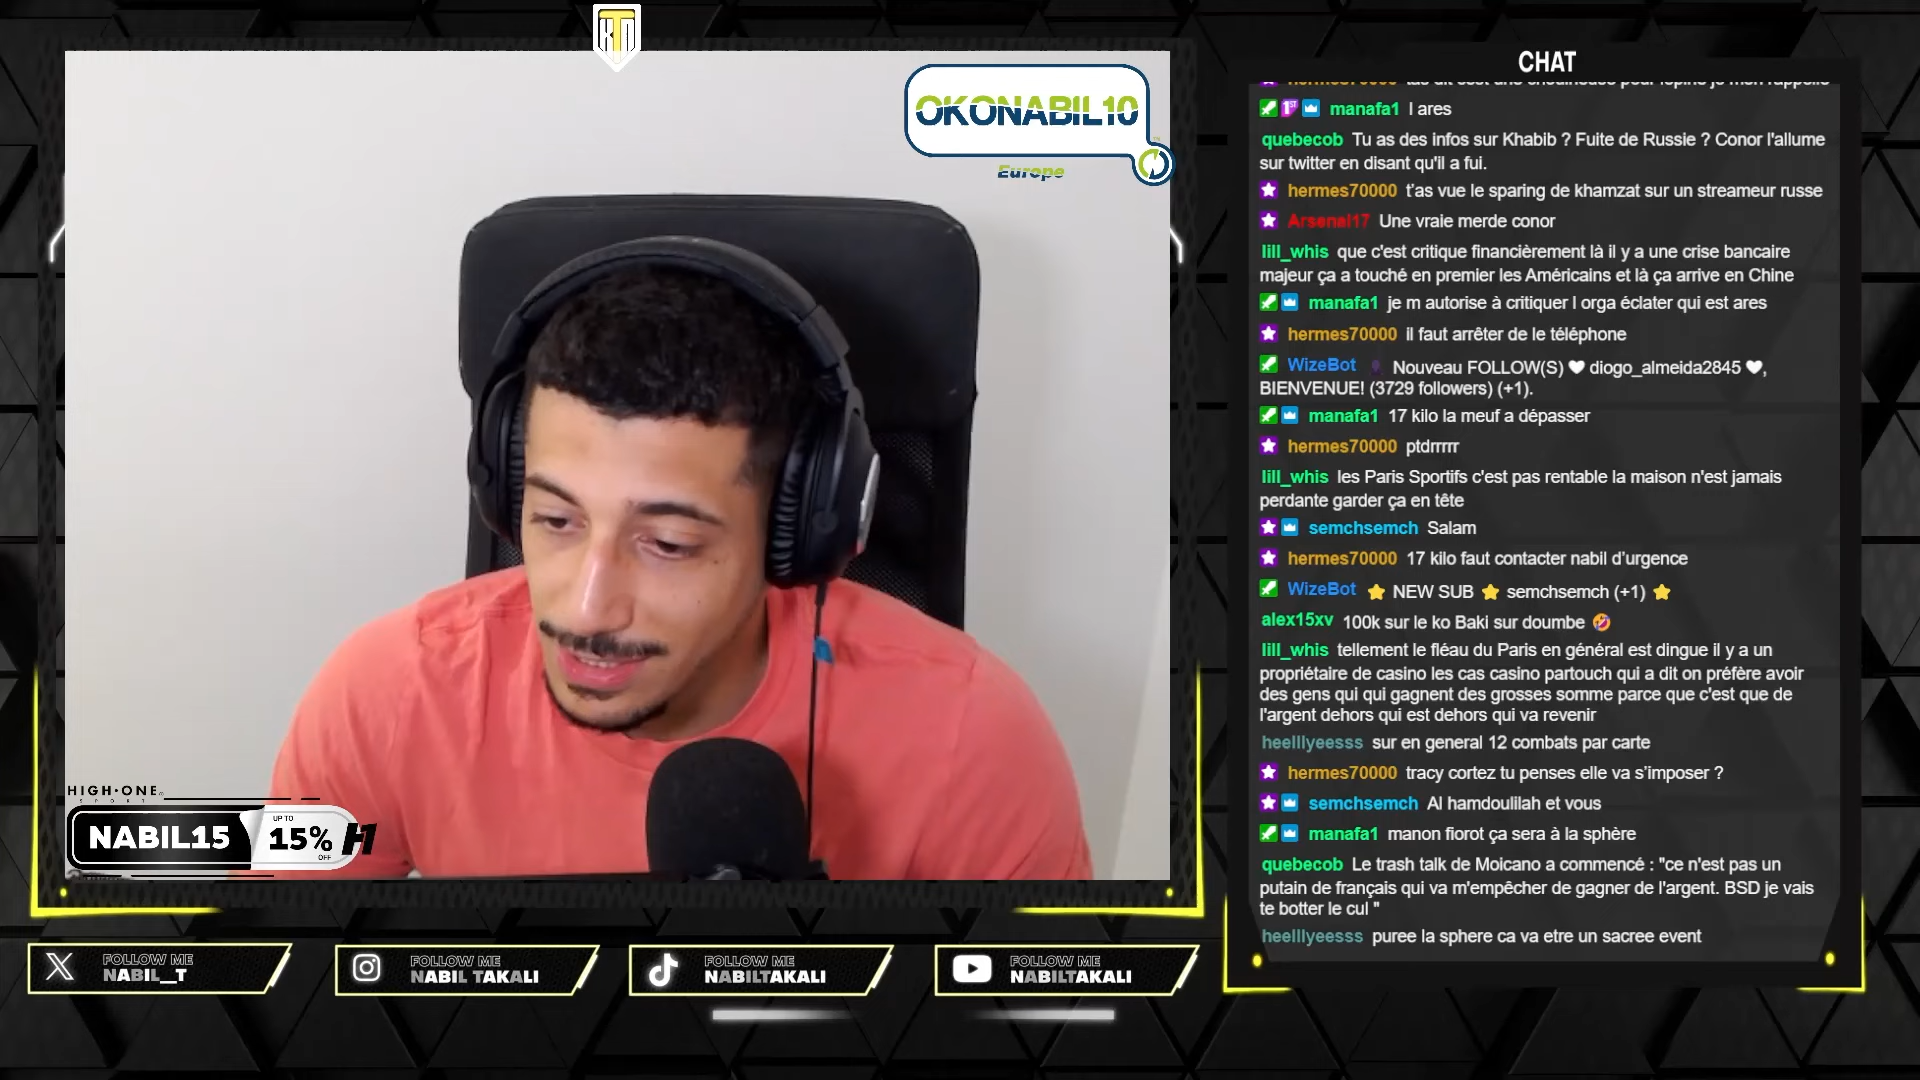 KTN
OKONABIL10
Europe
HIGH·ONE
SPORT
NABIL15
UP TO
15%
OFF
H1
FOLLOW ME
NABIL__T
FOLLOW ME
NABIL TAKALI
FOLLOW ME
NABILTAKALI
FOLLOW ME
NABILTAKALI
CHAT
manafa1 l ares
quebecob Tu as des infos sur Khabib ? Fuite de Russie ? Conor l'allume
sur twitter en disant qu'il a fui.
hermes70000 t'as vue le sparing de khamzat sur un streameur russe
Arsenal17 Une vraie merde conor
lill_whis que c'est critique financièrement là il y a une crise bancaire
majeur ça a touché en premier les Américains et là ça arrive en Chine
manafa1 je m autorise à critiquer l orga éclater qui est ares
hermes70000 il faut arrêter de le téléphone
WizeBot Nouveau FOLLOW(S) 🤍 diogo_almeida2845 🤍,
BIENVENUE! (3729 followers) (+1).
manafa1 17 kilo la meuf a dépasser
hermes70000 ptdrrrrr
lill_whis les Paris Sportifs c'est pas rentable la maison n'est jamais
perdante garder ça en tête
semchsemch Salam
hermes70000 17 kilo faut contacter nabil d'urgence
WizeBot ⭐ NEW SUB ⭐ semchsemch (+1) ⭐
alex15xv 100k sur le ko Baki sur doumbe 🤣
lill_whis tellement le fléau du Paris en général est dingue il y a un
propriétaire de casino les cas casino partouch qui a dit on préfère avoir
des gens qui qui gagnent des grosses somme parce que c'est que de
l'argent dehors qui est dehors qui va revenir
heelllyeesss sur en general 12 combats par carte
hermes70000 tracy cortez tu penses elle va s'imposer ?
semchsemch Al hamdoulilah et vous
manafa1 manon fiorot ça sera à la sphère
quebecob Le trash talk de Moicano a commencé : "ce n'est pas un
putain de français qui va m'empêcher de gagner de l'argent. BSD je vais
te botter le cul "
heelllyeesss puree la sphere ca va etre un sacree event